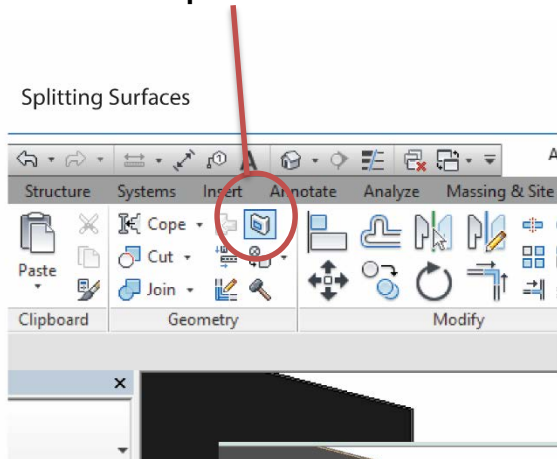 Splitting Surfaces
A
A
Structure Systems Insert Annotate Analyze Massing & Site
Cope
Cut
Paste
Join
Clipboard Geometry Modify